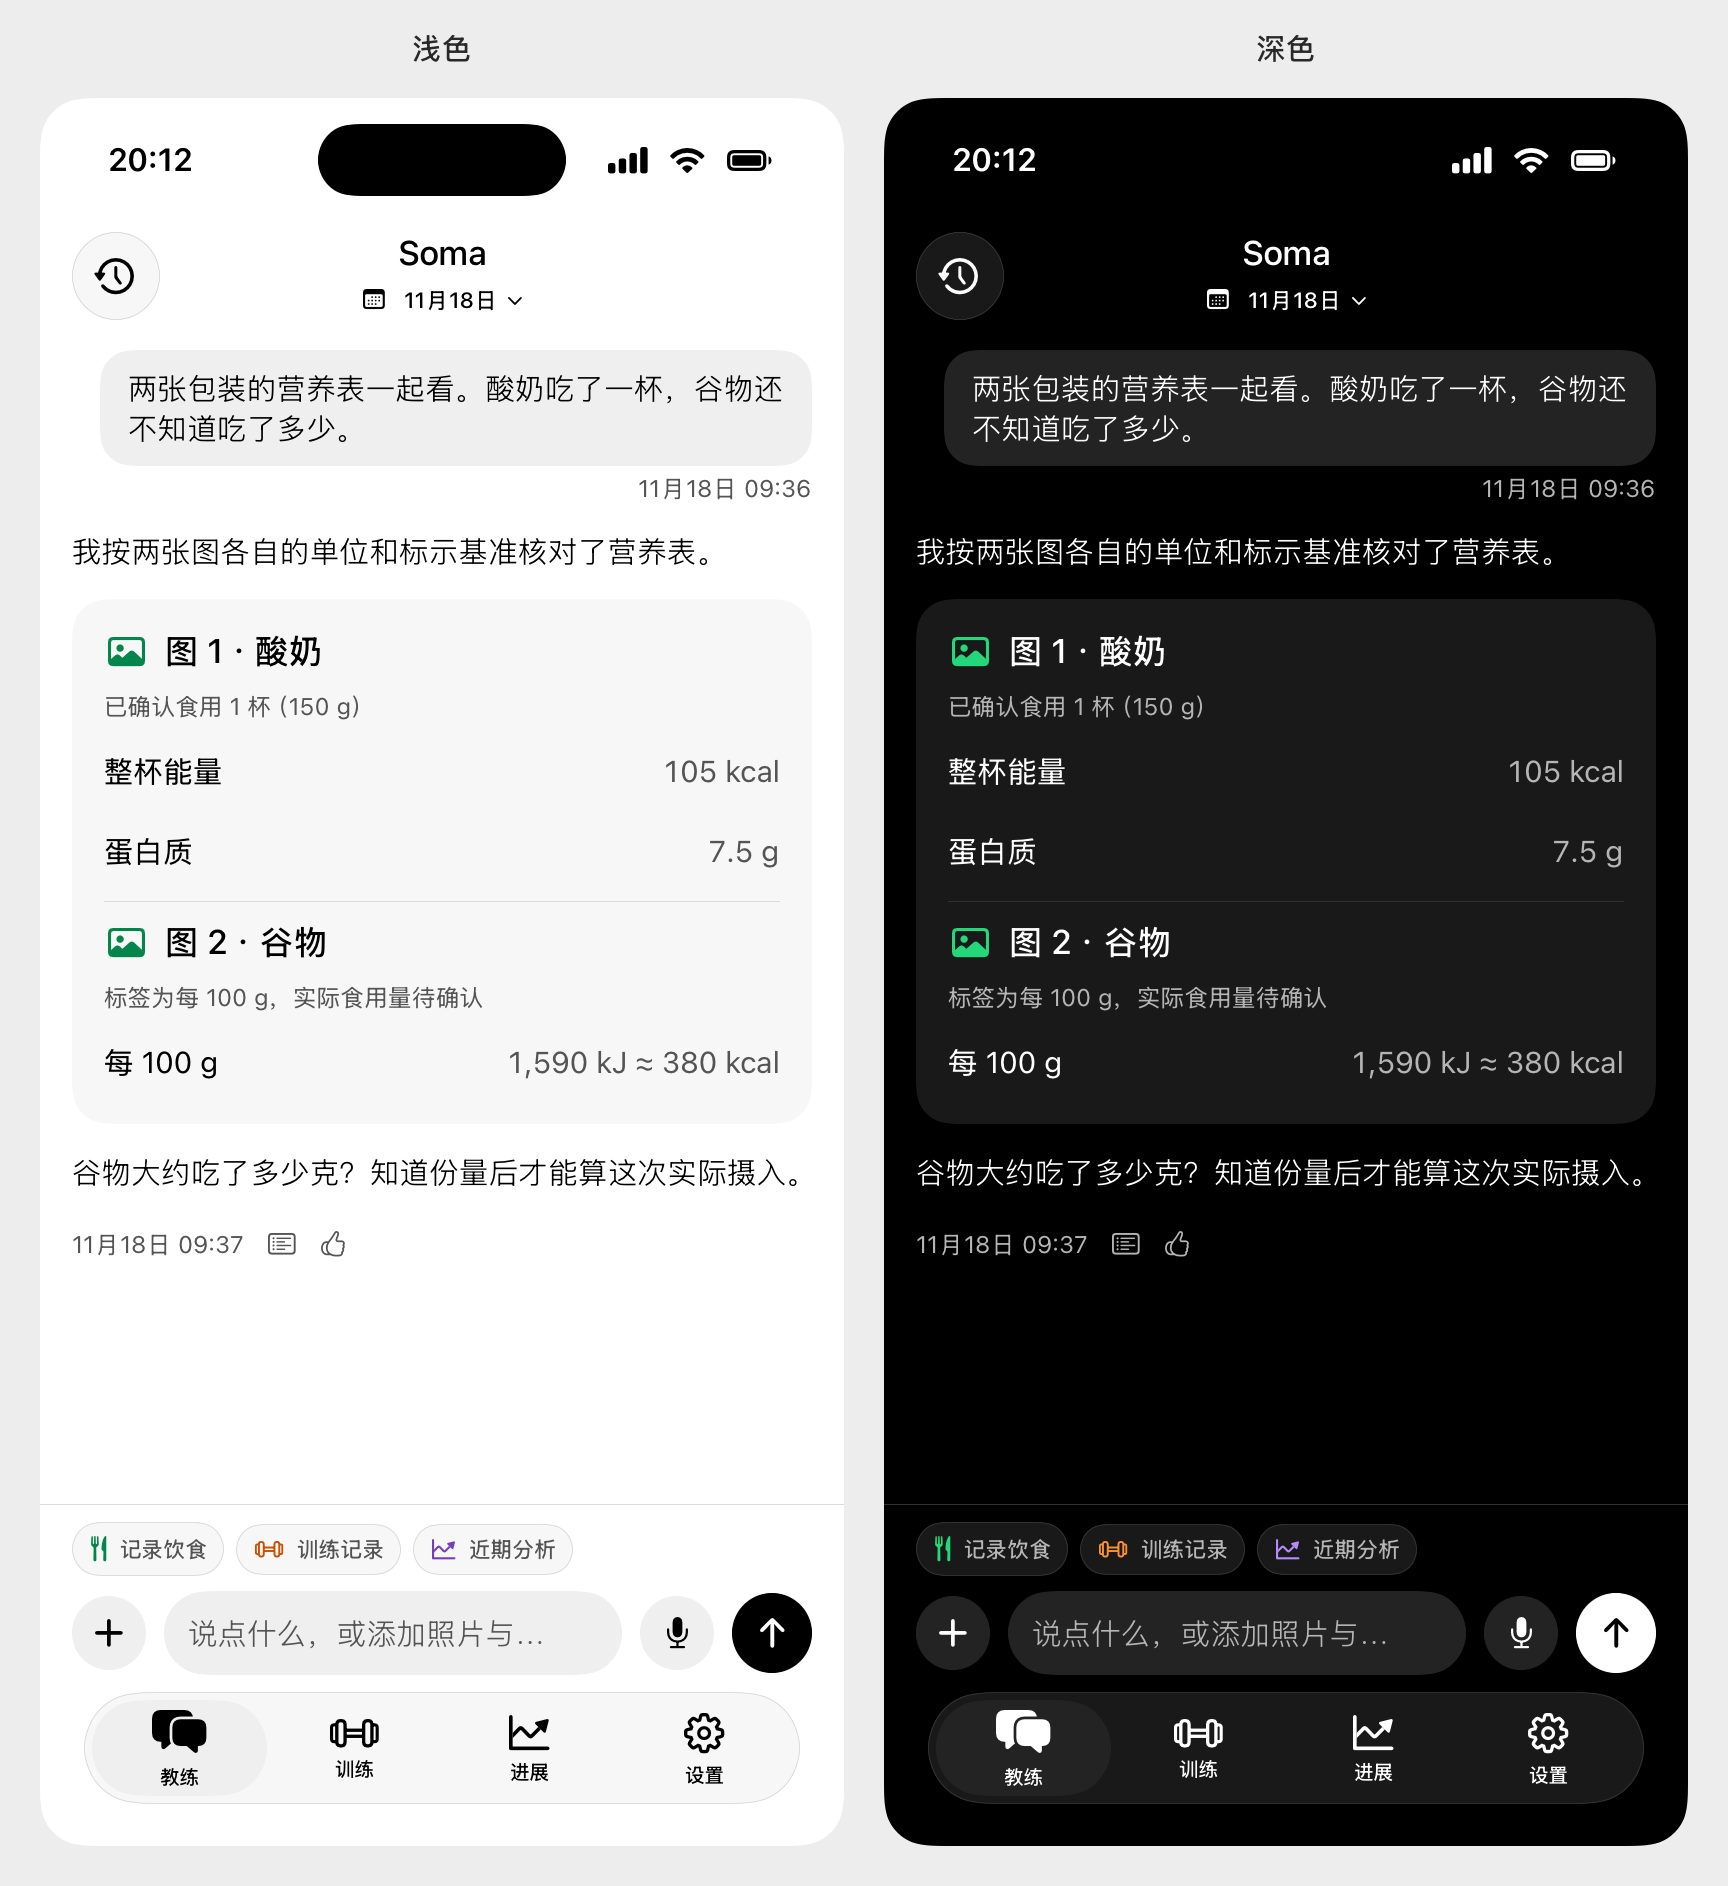 浅色
20:12
Soma
11月18日
两张包装的营养表一起看。酸奶吃了一杯，谷物还
不知道吃了多少。
11月18日 09:36
我按两张图各自的单位和标示基准核对了营养表。
图 1 · 酸奶
已确认食用 1 杯 (150 g)
整杯能量 105 kcal
蛋白质 7.5 g
图 2 · 谷物
标签为每 100 g，实际食用量待确认
每 100 g 1,590 kJ ≈ 380 kcal
谷物大约吃了多少克？知道份量后才能算这次实际摄入。
11月18日 09:37
记录饮食 训练记录 近期分析
说点什么，或添加照片与...
教练 训练 进展 设置
深色
20:12
Soma
11月18日
两张包装的营养表一起看。酸奶吃了一杯，谷物还
不知道吃了多少。
11月18日 09:36
我按两张图各自的单位和标示基准核对了营养表。
图 1 · 酸奶
已确认食用 1 杯 (150 g)
整杯能量 105 kcal
蛋白质 7.5 g
图 2 · 谷物
标签为每 100 g，实际食用量待确认
每 100 g 1,590 kJ ≈ 380 kcal
谷物大约吃了多少克？知道份量后才能算这次实际摄入。
11月18日 09:37
记录饮食 训练记录 近期分析
说点什么，或添加照片与...
教练 训练 进展 设置